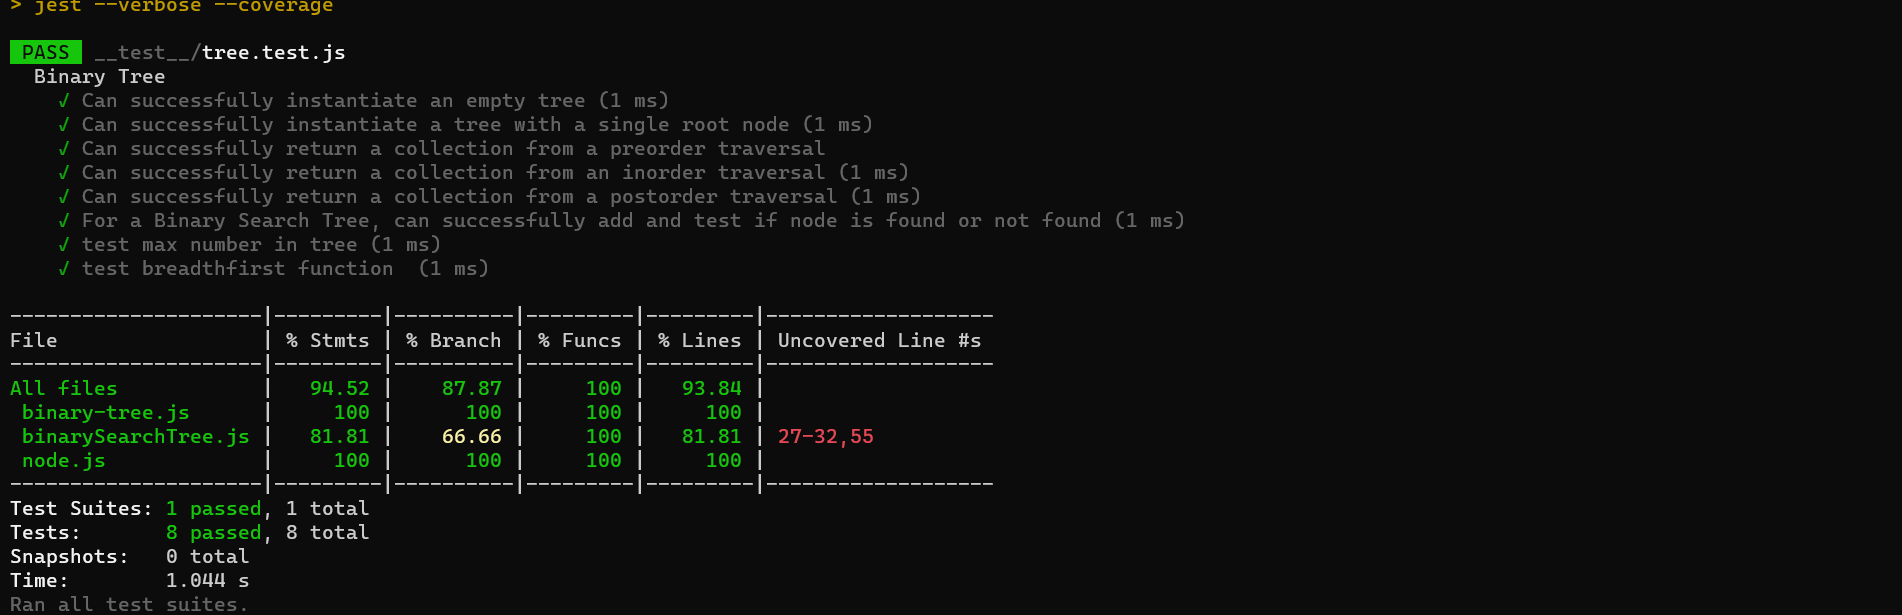 > jest --verbose --coverage
PASS __test__/tree.test.js
Binary Tree
√ Can successfully instantiate an empty tree (1 ms)
√ Can successfully instantiate a tree with a single root node (1 ms)
√ Can successfully return a collection from a preorder traversal
√ Can successfully return a collection from an inorder traversal (1 ms)
√ Can successfully return a collection from a postorder traversal (1 ms)
√ For a Binary Search Tree, can successfully add and test if node is found or not found (1 ms)
√ test max number in tree (1 ms)
√ test breadthfirst function  (1 ms)
---------------------|---------|----------|---------|---------|-------------------
File                 | % Stmts | % Branch | % Funcs | % Lines | Uncovered Line #s
---------------------|---------|----------|---------|---------|-------------------
All files            |   94.52 |    87.87 |     100 |   93.84 |
 binary-tree.js      |     100 |      100 |     100 |     100 |
 binarySearchTree.js |   81.81 |    66.66 |     100 |   81.81 | 27-32,55
 node.js             |     100 |      100 |     100 |     100 |
---------------------|---------|----------|---------|---------|-------------------
Test Suites: 1 passed, 1 total
Tests:       8 passed, 8 total
Snapshots:   0 total
Time:        1.044 s
Ran all test suites.